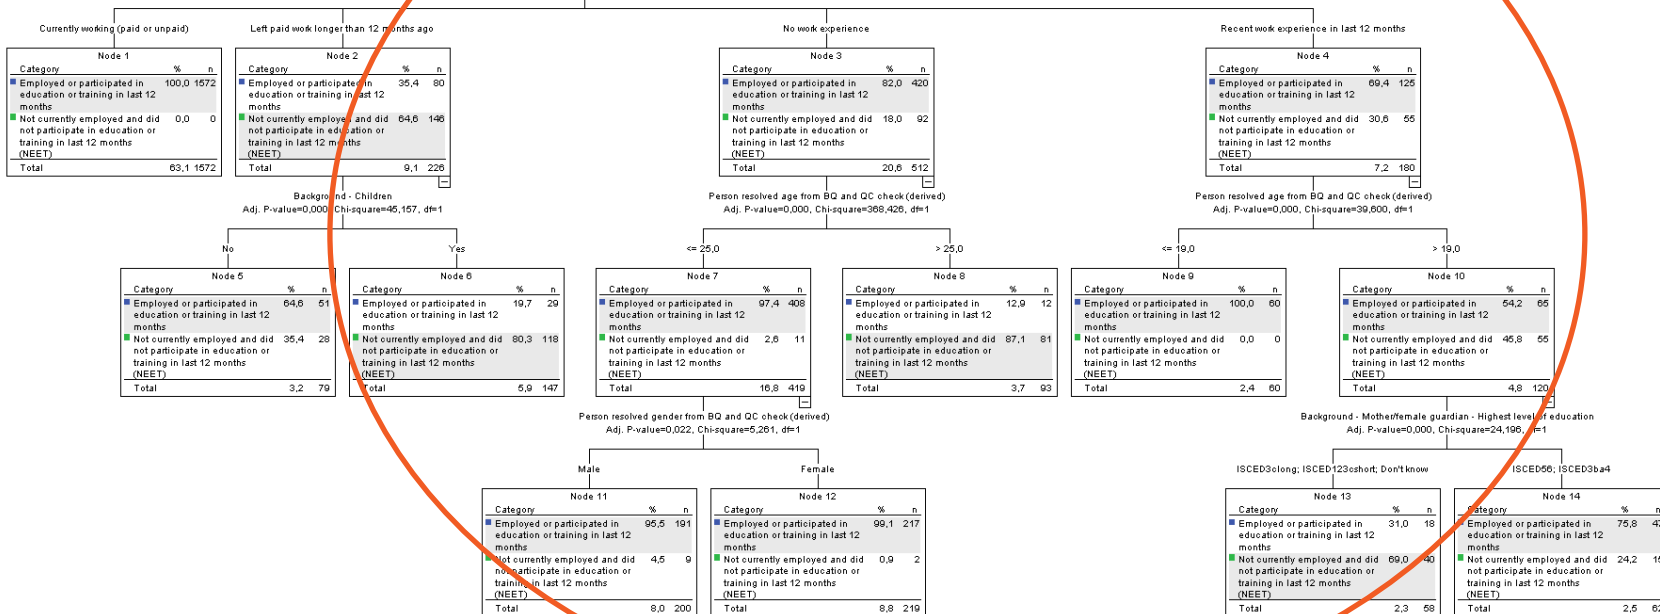 Currently working (paid or unpaid)
Left paid work longer than 12 months ago
No work experience
Recent work experience in last 12 months
Node 1
Category % n
Employed or participated in 100,0 1572
education or training in last 12
months
Not currently employed and did 0,0 0
not participate in education or
training in last 12 months
(NEET)
Total 63,1 1572
Node 2
Category % n
Employed or participated in 35,4 80
education or training in last 12
months
Not currently employed and did 64,6 146
not participate in education or
training in last 12 months
(NEET)
Total 9,1 226
Node 3
Category % n
Employed or participated in 82,0 420
education or training in last 12
months
Not currently employed and did 18,0 92
not participate in education or
training in last 12 months
(NEET)
Total 20,6 512
Node 4
Category % n
Employed or participated in 69,4 125
education or training in last 12
months
Not currently employed and did 30,6 55
not participate in education or
training in last 12 months
(NEET)
Total 7,2 180
Background - Children
Adj. P-value=0,000, Chi-square=45,157, df=1
Person resolved age from BQ and QC check (derived)
Adj. P-value=0,000, Chi-square=368,426, df=1
Person resolved age from BQ and QC check (derived)
Adj. P-value=0,000, Chi-square=39,600, df=1
No
Yes
<= 25,0
> 25,0
<= 19,0
> 19,0
Node 5
Category % n
Employed or participated in 64,6 51
education or training in last 12
months
Not currently employed and did 35,4 28
not participate in education or
training in last 12 months
(NEET)
Total 3,2 79
Node 6
Category % n
Employed or participated in 19,7 29
education or training in last 12
months
Not currently employed and did 80,3 118
not participate in education or
training in last 12 months
(NEET)
Total 5,9 147
Node 7
Category % n
Employed or participated in 97,4 408
education or training in last 12
months
Not currently employed and did 2,6 11
not participate in education or
training in last 12 months
(NEET)
Total 16,8 419
Node 8
Category % n
Employed or participated in 12,9 12
education or training in last 12
months
Not currently employed and did 87,1 81
not participate in education or
training in last 12 months
(NEET)
Total 3,7 93
Node 9
Category % n
Employed or participated in 100,0 60
education or training in last 12
months
Not currently employed and did 0,0 0
not participate in education or
training in last 12 months
(NEET)
Total 2,4 60
Node 10
Category % n
Employed or participated in 54,2 65
education or training in last 12
months
Not currently employed and did 45,8 55
not participate in education or
training in last 12 months
(NEET)
Total 4,8 120
Person resolved gender from BQ and QC check (derived)
Adj. P-value=0,022, Chi-square=5,261, df=1
Background - Mother/female guardian - Highest level of education
Adj. P-value=0,000, Chi-square=24,196, df=1
Male
Female
ISCED3clong; ISCED123cshort; Don't know
ISCED56; ISCED3ba4
Node 11
Category % n
Employed or participated in 95,5 191
education or training in last 12
months
Not currently employed and did 4,5 9
not participate in education or
training in last 12 months
(NEET)
Total 8,0 200
Node 12
Category % n
Employed or participated in 99,1 217
education or training in last 12
months
Not currently employed and did 0,9 2
not participate in education or
training in last 12 months
(NEET)
Total 8,8 219
Node 13
Category % n
Employed or participated in 31,0 18
education or training in last 12
months
Not currently employed and did 69,0 40
not participate in education or
training in last 12 months
(NEET)
Total 2,3 58
Node 14
Category %
Employed or participated in 75,8
education or training in last 12
months
Not currently employed and did 24,2
not participate in education or
training in last 12 months
(NEET)
Total 2,5